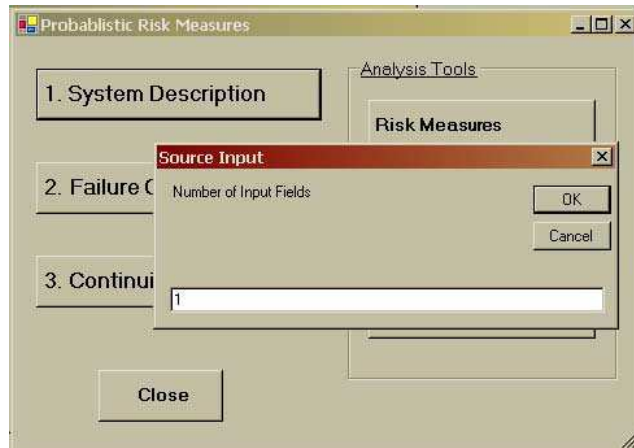 Probablistic Risk Measures
1. System Description
Analysis Tools
Risk Measures
Source Input
Number of Input Fields
OK
Cancel
1
2. Failure
3.
Close